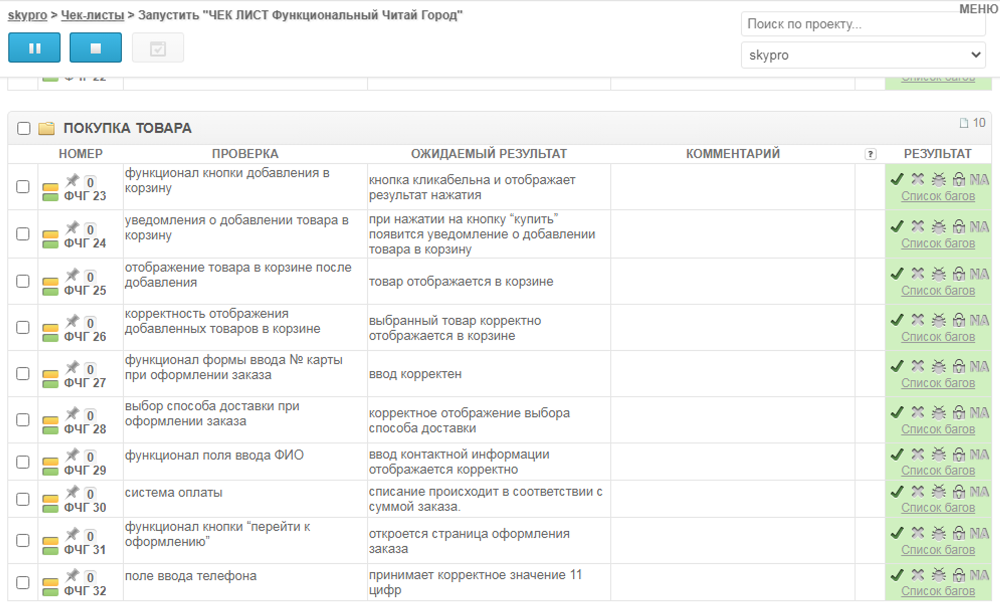 МЕНЮ
skypro > Чек-листы > Запустить "ЧЕК ЛИСТ Функциональный Читай Город"
Поиск по проекту...
skypro
ФЧГ 22
Список багов
ПОКУПКА ТОВАРА
10
НОМЕР ПРОВЕРКА ОЖИДАЕМЫЙ РЕЗУЛЬТАТ КОММЕНТАРИЙ ? РЕЗУЛЬТАТ
0
ФЧГ 23
функционал кнопки добавления в
корзину
кнопка кликабельна и отображает
результат нажатия
NA
Список багов
0
ФЧГ 24
уведомления о добавлении товара в
корзину
при нажатии на кнопку “купить”
появится уведомление о добавлении
товара в корзину
NA
Список багов
0
ФЧГ 25
отображение товара в корзине после
добавления
товар отображается в корзине
NA
Список багов
0
ФЧГ 26
корректность отображения
добавленных товаров в корзине
выбранный товар корректно
отображается в корзине
NA
Список багов
0
ФЧГ 27
функционал формы ввода № карты
при оформлении заказа
ввод корректен
NA
Список багов
0
ФЧГ 28
выбор способа доставки при
оформлении заказа
корректное отображение выбора
способа доставки
NA
Список багов
0
ФЧГ 29
функционал поля ввода ФИО
ввод контактной информации
отображается корректно
NA
Список багов
0
ФЧГ 30
система оплаты
списание происходит в соответствии с
суммой заказа.
NA
Список багов
0
ФЧГ 31
функционал кнопки “перейти к
оформлению”
откроется страница оформления
заказа
NA
Список багов
0
ФЧГ 32
поле ввода телефона
принимает корректное значение 11
цифр
NA
Список багов